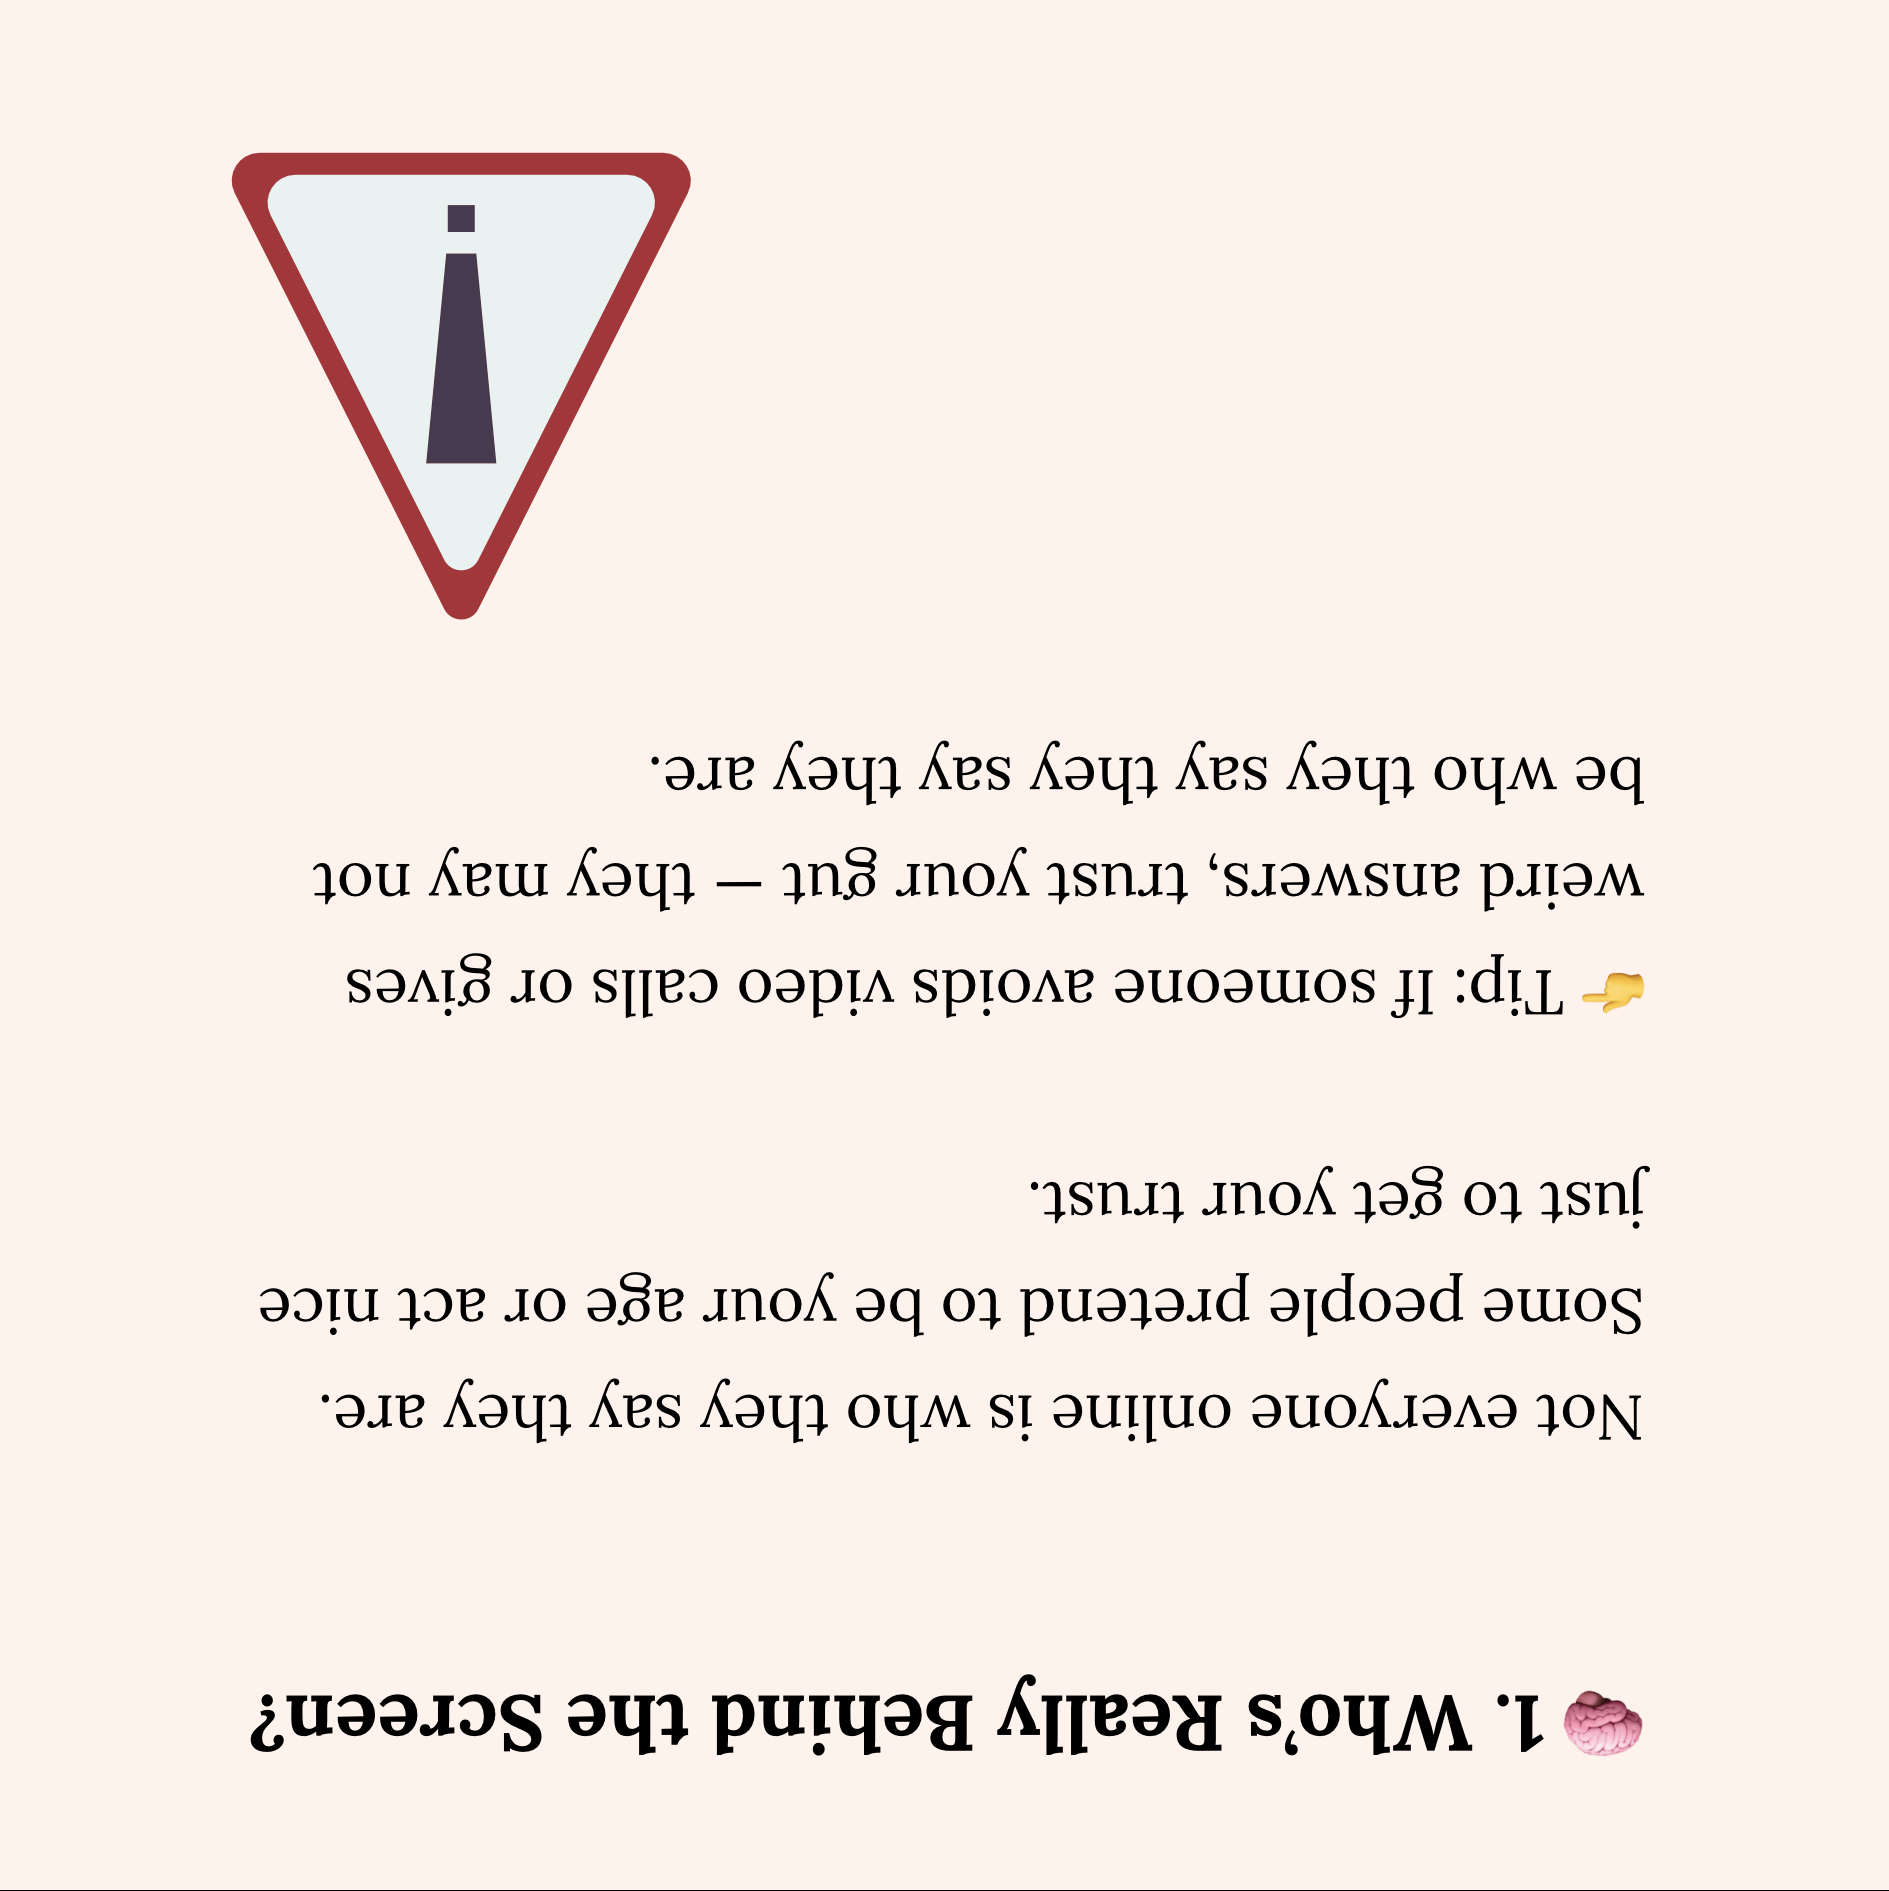 🧠 1. Who's Really Behind the Screen?
Not everyone online is who they say they are.
Some people pretend to be your age or act nice
just to get your trust.
👉 Tip: If someone avoids video calls or gives
weird answers, trust your gut — they may not
be who they say they say they are.
!